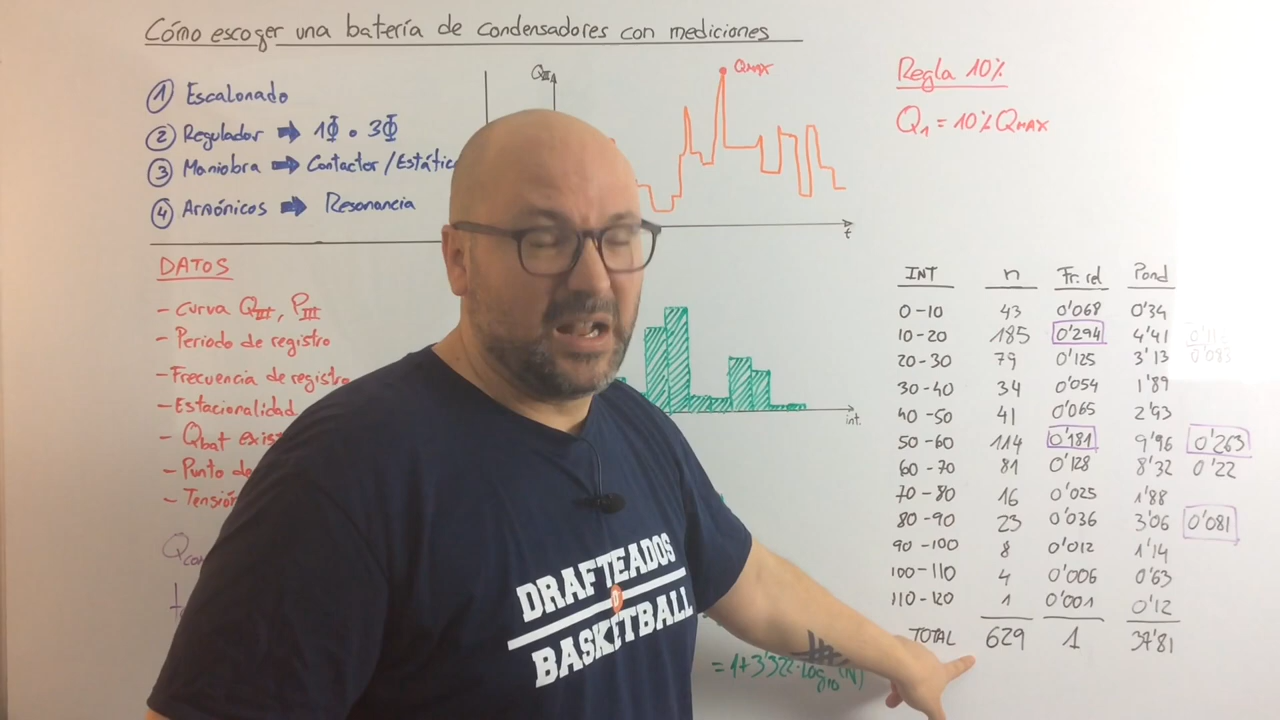 Cómo escoger una batería de condensadores con mediciones
① Escalonado
② Regulador ➡ 1Φ o 3Φ
③ Maniobra ➡ Contactor / Estátic
④ Armónicos ➡ Resonancia
DATOS
- curva QIII, PIII
- Periodo de registro
- Frecuencia de registr
- Estacionalidad
- Qbat exis
- Punto de
- Tensión
QIII
QMAX
t
int.
= 1+3'322·log10(N)
DRAFTEADOS
BASKETBALL
Regla 10%
Q1 = 10% QMAX
INT n Fr. rel Pond
0-10 43 0'068 0'34
10-20 185 0'294 4'41
20-30 79 0'125 3'13
30-40 34 0'054 1'89
40-50 41 0'065 2'93
50-60 114 0'181 9'96 0'263
60-70 81 0'128 8'32 0'22
70-80 16 0'025 1'88
80-90 23 0'036 3'06 0'081
90-100 8 0'012 1'14
100-110 4 0'006 0'63
110-120 1 0'001 0'12
TOTAL 629 1 37'81